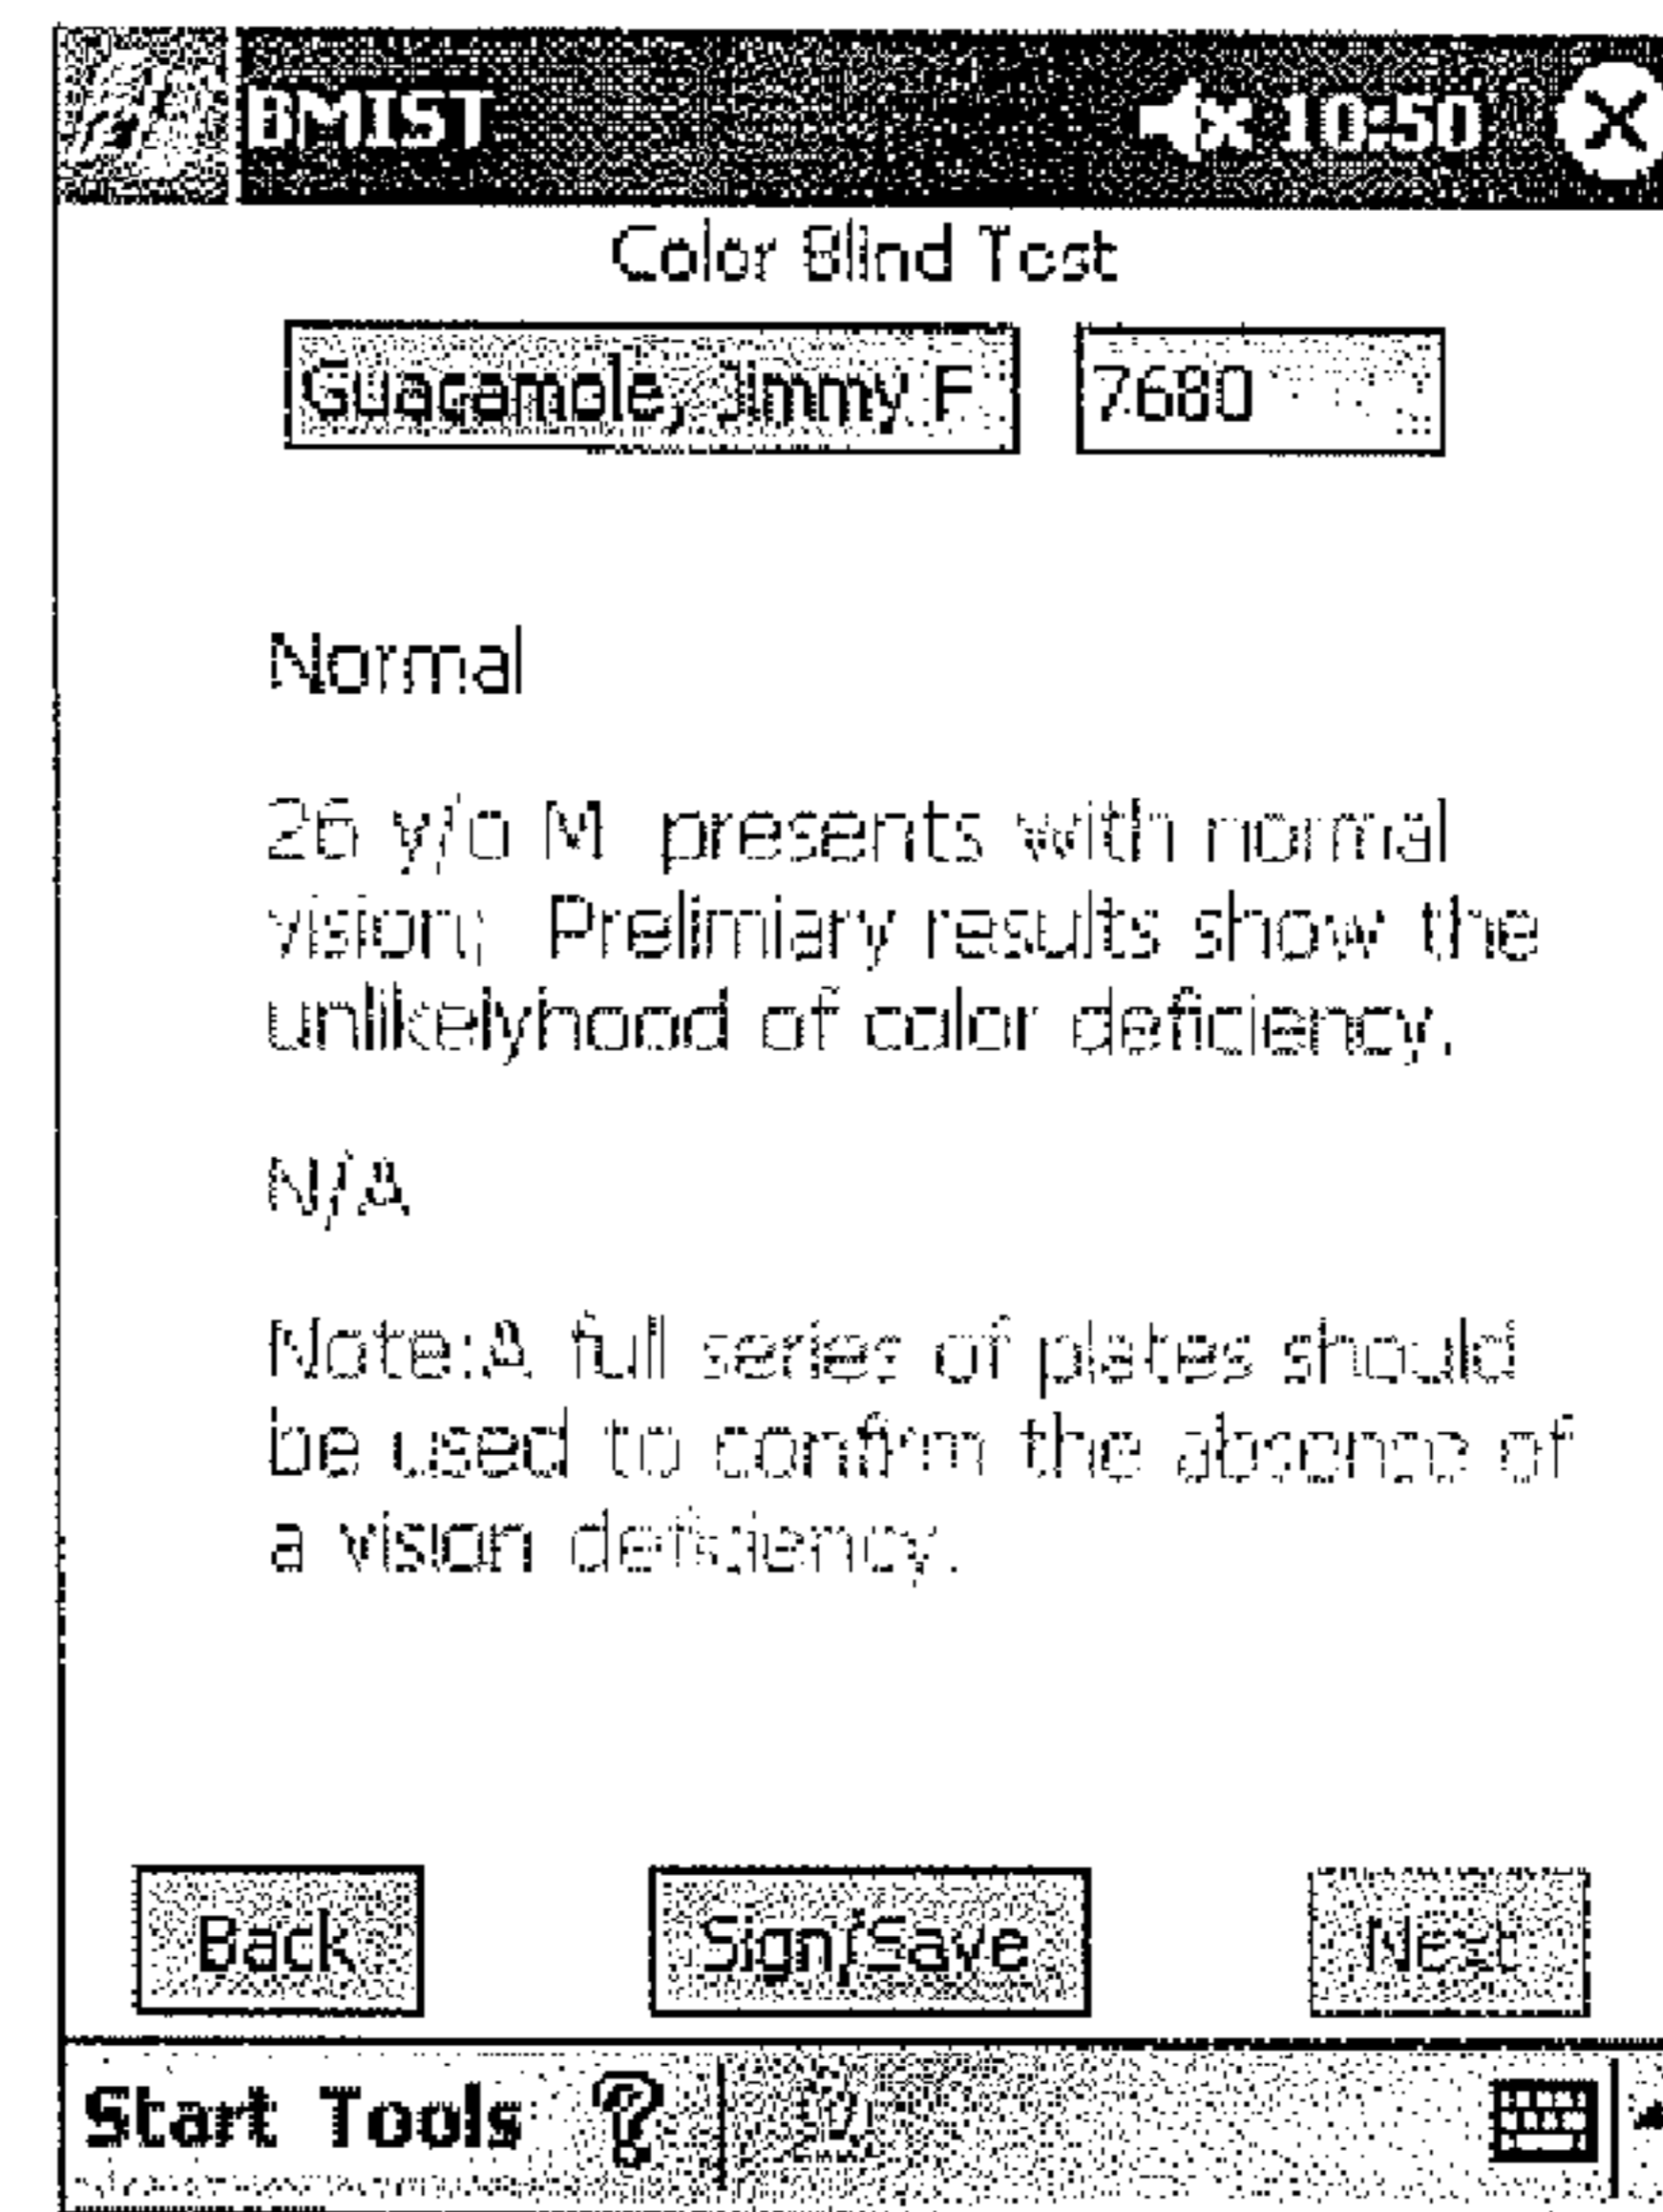 BMIST 10:50
Color Blind Test
Guacamole, Jimmy F 7680
Normal
26 y/o M presents with normal
vision; Prelimiary results show the
unlikelyhood of color deficiency.
N/A
Note:A full series of plates should
be used to confirm the absence of
a vision deficiency.
Back Sign/Save Next
Start Tools ?